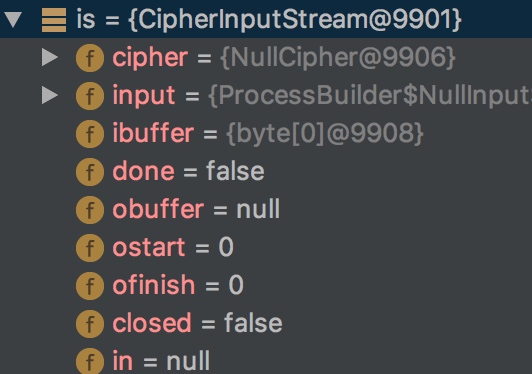 is = {CipherInputStream@9901}
f cipher = {NullCipher@9906}
f input = {ProcessBuilder$NullInput
f ibuffer = {byte[0]@9908}
f done = false
f obuffer = null
f ostart = 0
f ofinish = 0
f closed = false
f in = null